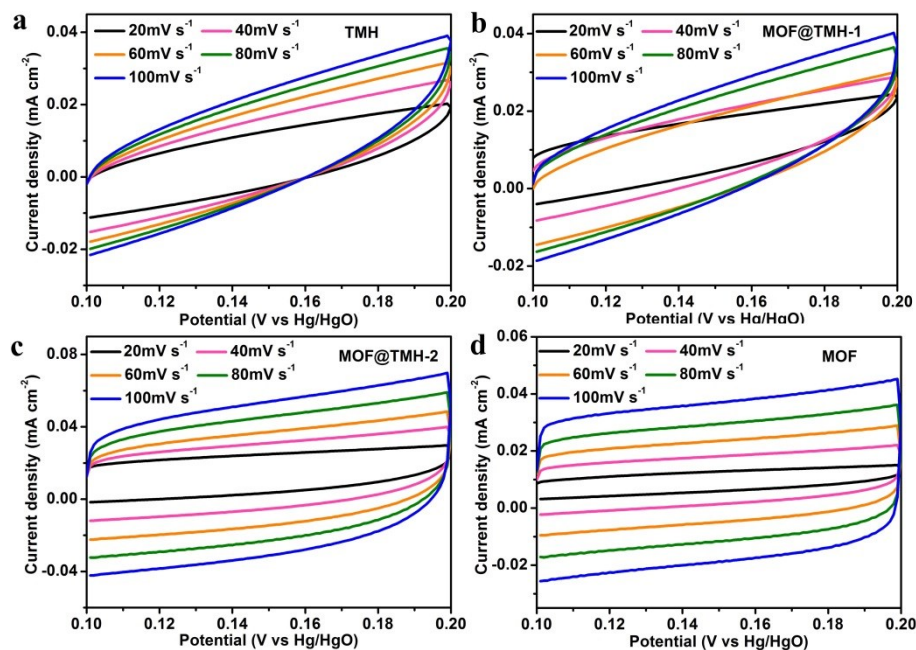 a
TMH
20mV s⁻¹ 40mV s⁻¹
60mV s⁻¹ 80mV s⁻¹
100mV s⁻¹
Current density (mA cm⁻²)
0.04
0.02
0.00
-0.02
0.10 0.12 0.14 0.16 0.18 0.20
Potential (V vs Hg/HgO)
b
MOF@TMH-1
20mV s⁻¹ 40mV s⁻¹
60mV s⁻¹ 80mV s⁻¹
100mV s⁻¹
Current density (mA cm⁻²)
0.04
0.02
0.00
-0.02
0.10 0.12 0.14 0.16 0.18 0.20
Potential (V vs Hg/HgO)
c
MOF@TMH-2
20mV s⁻¹ 40mV s⁻¹
60mV s⁻¹ 80mV s⁻¹
100mV s⁻¹
Current density (mA cm⁻²)
0.08
0.04
0.00
-0.04
0.10 0.12 0.14 0.16 0.18 0.20
Potential (V vs Hg/HgO)
d
MOF
20mV s⁻¹ 40mV s⁻¹
60mV s⁻¹ 80mV s⁻¹
100mV s⁻¹
Current density (mA cm⁻²)
0.06
0.04
0.02
0.00
-0.02
0.10 0.12 0.14 0.16 0.18 0.20
Potential (V vs Hg/HgO)